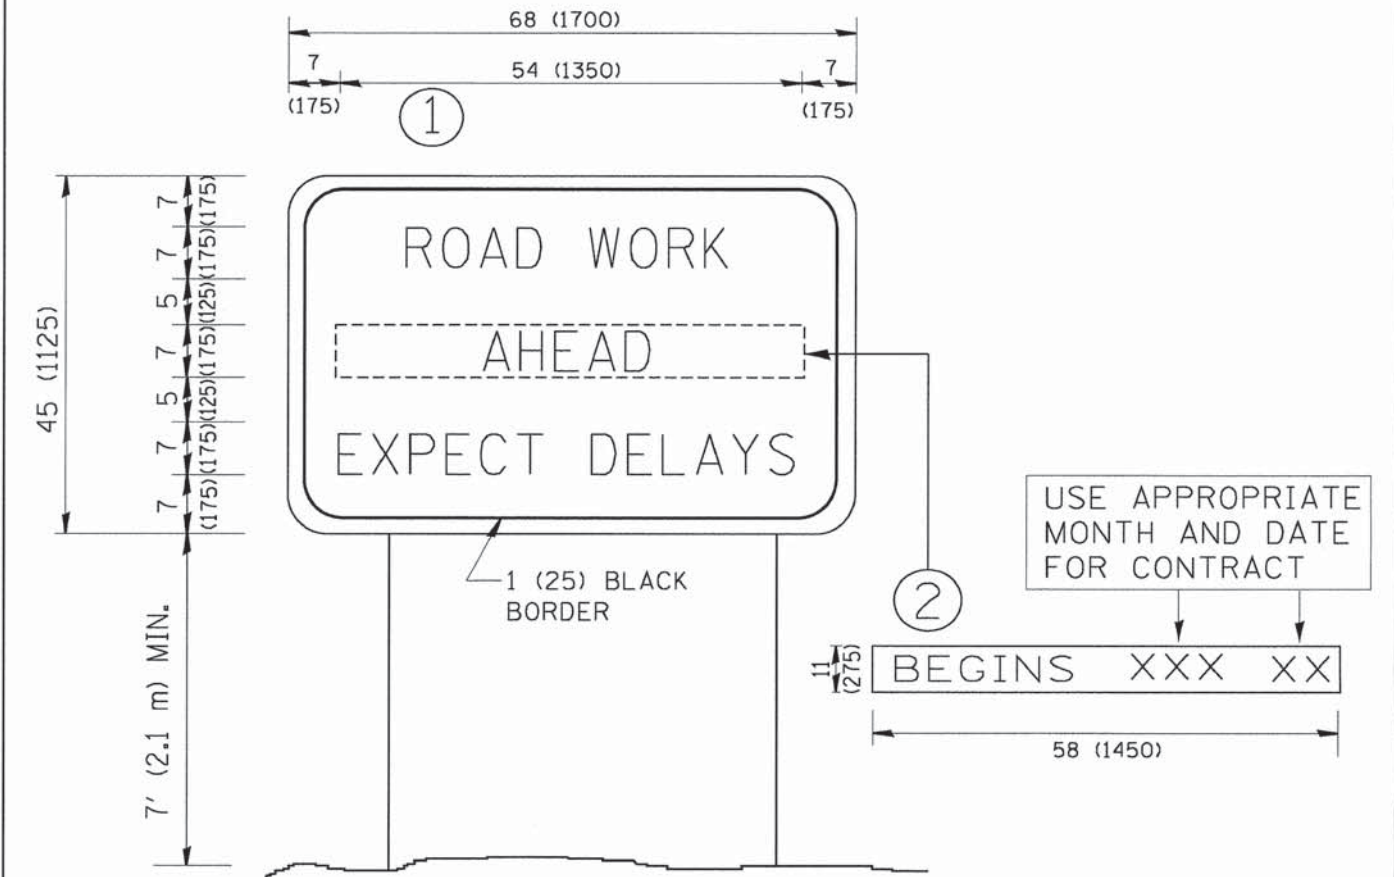 68 (1700)
7 54 (1350) 7
(175) (175)
1
7 (175)
7 (175)
5 (125)
7 (175)
5 (125)
7 (175)
7 (175)
45 (1125)
ROAD WORK
AHEAD
EXPECT DELAYS
1 (25) BLACK
BORDER
7' (2.1 m) MIN.
2
USE APPROPRIATE
MONTH AND DATE
FOR CONTRACT
11
(275)
BEGINS XXX XX
58 (1450)